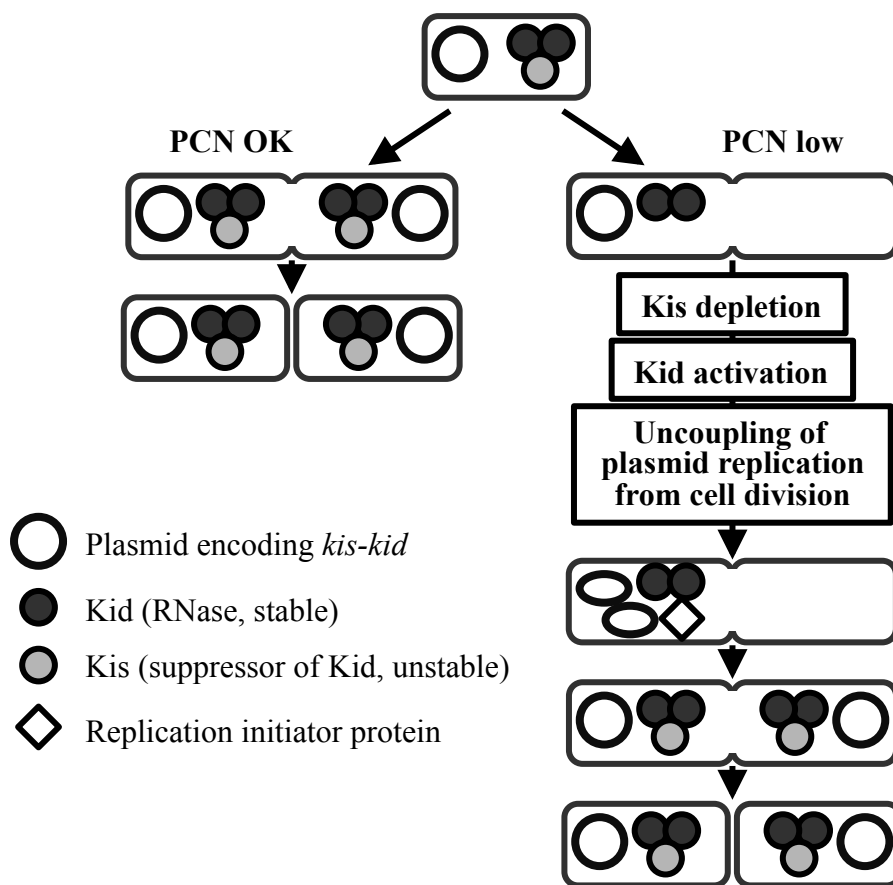 PCN OK
PCN low
Kis depletion
Kid activation
Uncoupling of
plasmid replication
from cell division
Plasmid encoding kis-kid
Kid (RNase, stable)
Kis (suppressor of Kid, unstable)
Replication initiator protein